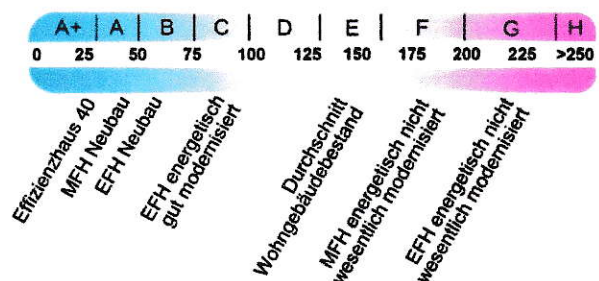 A+ | A | B | C | D | E | F | G | H
0 25 50 75 100 125 150 175 200 225 >250
Effizienzhaus 40
MFH Neubau
EFH Neubau
EFH energetisch
gut modernisiert
Durchschnitt
Wohngebäudebestand
MFH energetisch nicht
wesentlich modernisiert
EFH energetisch nicht
wesentlich modernisiert